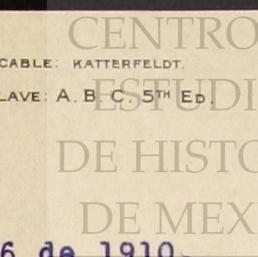 CENTRO
CABLE: KATTERFELDT.
ESTUDI
LAVE: A. B. C. 5TH ED.
DE HISTO
DE MEX
6 de 1910.